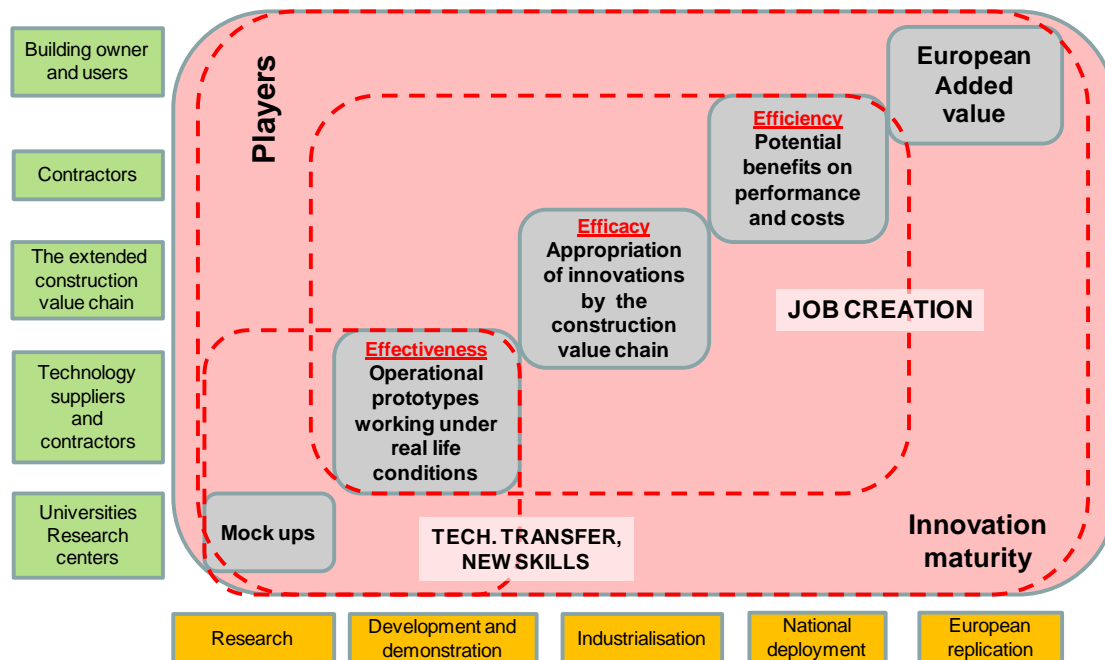 Building owner
and users
Contractors
The extended
construction
value chain
Technology
suppliers
and
contractors
Universities
Research
centers
Players
European
Added
value
Efficiency
Potential
benefits on
performance
and costs
Efficacy
Appropriation
of innovations
by the
construction
value chain
JOB CREATION
Effectiveness
Operational
prototypes
working under
real life
conditions
Mock ups
TECH. TRANSFER,
NEW SKILLS
Innovation
maturity
Research
Development and
demonstration
Industrialisation
National
deployment
European
replication